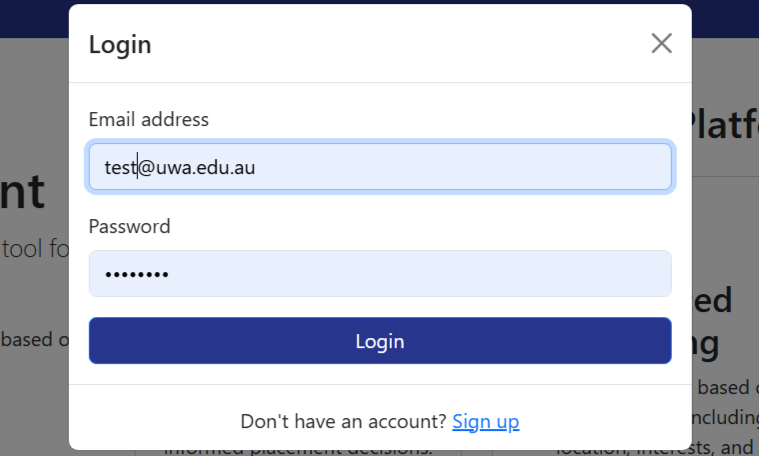 Login
Email address
test@uwa.edu.au
Password
••••••••
Login
Don't have an account? Sign up
nt
tool fo
based o
informed placement decisions.
Platf
ed
ng
based
including
location, interests, and